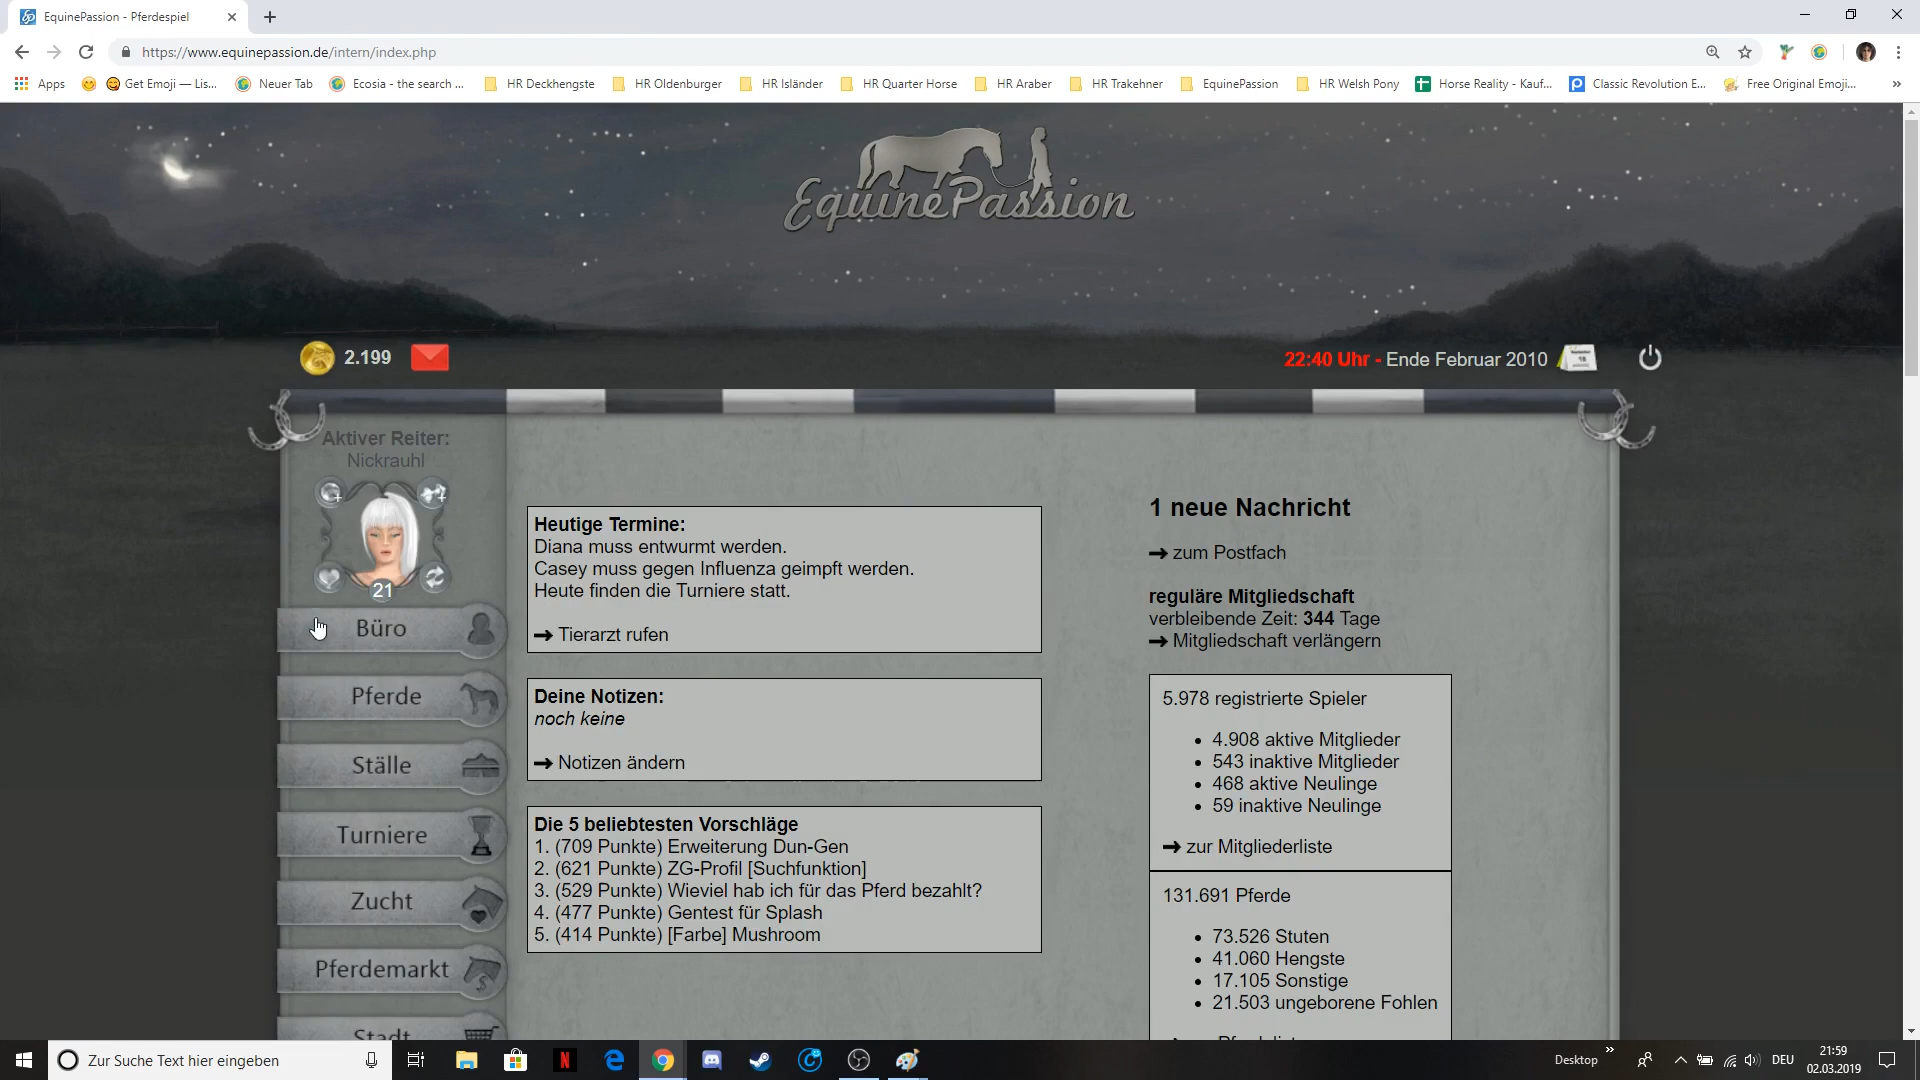 EquinePassion - Pferdespiel
https://www.equinepassion.de/intern/index.php
Apps
Get Emoji — Lis...
Neuer Tab
Ecosia - the search ...
HR Deckhengste
HR Oldenburger
HR Isländer
HR Quarter Horse
HR Araber
HR Trakehner
EquinePassion
HR Welsh Pony
Horse Reality - Kauf...
Classic Revolution E...
Free Original Emoji...
»
EquinePassion
2.199
22:40 Uhr - Ende Februar 2010
Aktiver Reiter:
Nickrauhl
21
Büro
Pferde
Ställe
Turniere
Zucht
Pferdemarkt
Stadt
Heutige Termine:
Diana muss entwurmt werden.
Casey muss gegen Influenza geimpft werden.
Heute finden die Turniere statt.
➞ Tierarzt rufen
Deine Notizen:
noch keine
➞ Notizen ändern
Die 5 beliebtesten Vorschläge
1. (709 Punkte) Erweiterung Dun-Gen
2. (621 Punkte) ZG-Profil [Suchfunktion]
3. (529 Punkte) Wieviel hab ich für das Pferd bezahlt?
4. (477 Punkte) Gentest für Splash
5. (414 Punkte) [Farbe] Mushroom
1 neue Nachricht
➞ zum Postfach
reguläre Mitgliedschaft
verbleibende Zeit: 344 Tage
➞ Mitgliedschaft verlängern
5.978 registrierte Spieler
• 4.908 aktive Mitglieder
• 543 inaktive Mitglieder
• 468 aktive Neulinge
• 59 inaktive Neulinge
➞ zur Mitgliederliste
131.691 Pferde
• 73.526 Stuten
• 41.060 Hengste
• 17.105 Sonstige
• 21.503 ungeborene Fohlen
Zur Suche Text hier eingeben
Desktop
»
DEU
21:59
02.03.2019